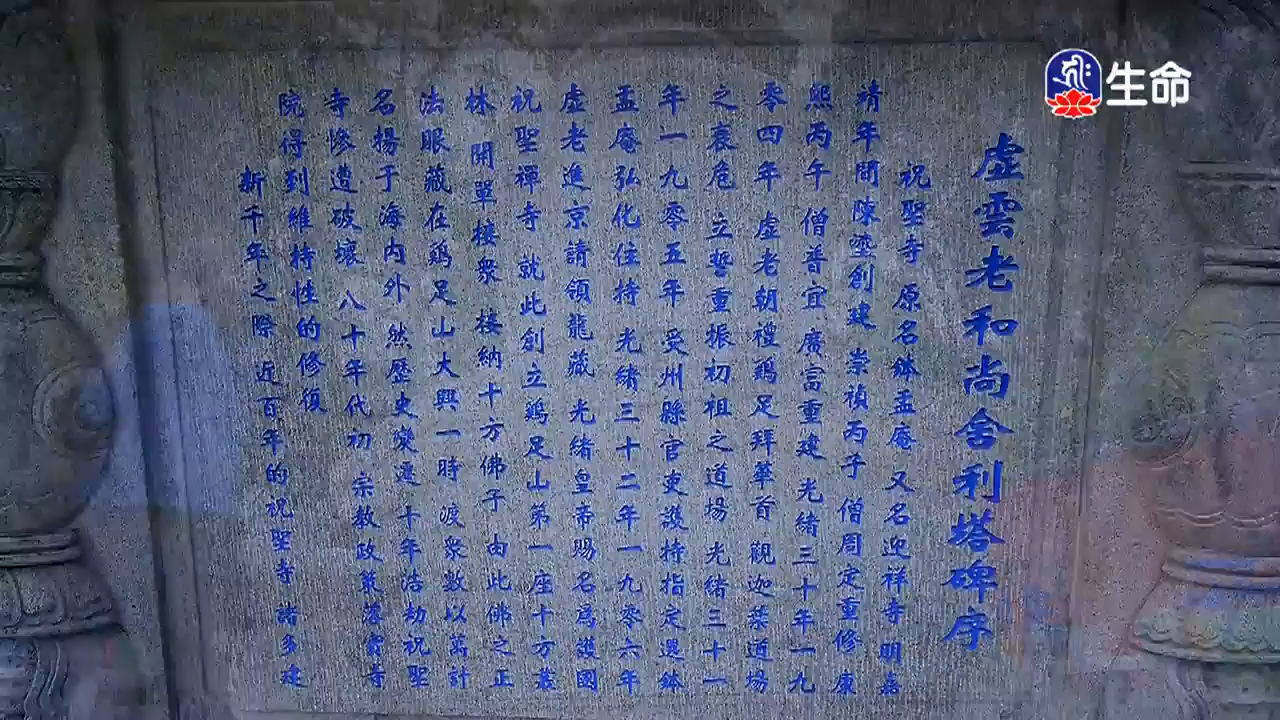 生命
虛雲老和尚舍利塔碑序
祝聖寺 原名鉢盂庵 又名迎祥寺 明嘉
靖年間陳壂創建 崇禎丙子僧周定重修 康
熙丙午 僧普宜 廣富重建 光緒三十年一九
零四年 虛老朝禮鷄足拜華首 觀迦葉道場
之衰危 立誓重振初祖之道場 光緒三十一
年一九零五年 受州縣官吏護持指定選鉢
盂庵弘化住持 光緒三十二年一九零六年
虛老進京請領龍藏 光緒皇帝賜名爲護國
祝聖禪寺 就此創立鷄足山第一座十方叢
林 開單接衆 接納十方佛子 由此佛之正
法眼藏在鷄足山大興一時 渡衆數以萬計
名揚于海内外 然歷史變遷十年浩劫祝聖
寺慘遭破壞 八十年代初 宗教政策落實寺
院得到維持性的修復
新千年之際 近百年的祝聖寺 諸多建